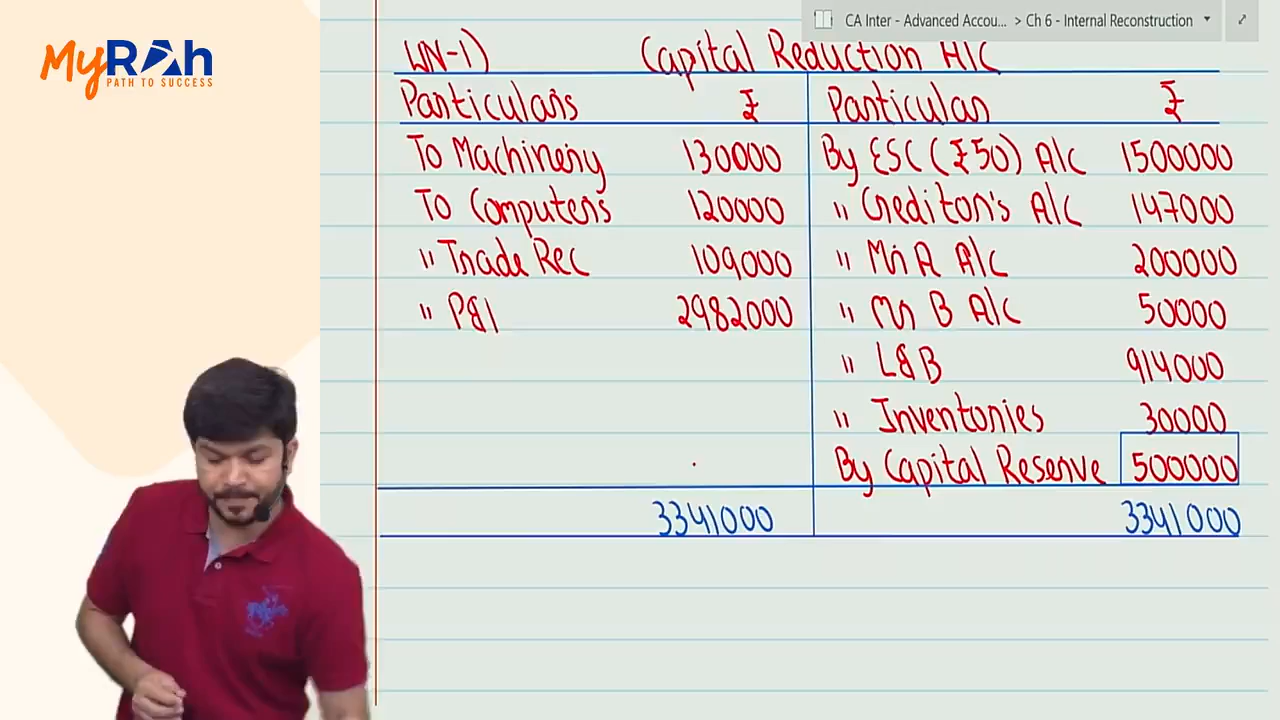 MyRAh
PATH TO SUCCESS
CA Inter - Advanced Accou... > Ch 6 - Internal Reconstruction
WN-1) Capital Reduction A/C
Particulars ₹ Particular ₹
To Machinery 130000 By ESC (₹50) A/c 1500000
To Computers 120000 " Creditor's A/C 147000
" Trade Rec 109000 " Mr A A/c 200000
" P&l 2982000 " Mr B A/c 50000
" L&B 914000
" Inventories 30000
By Capital Reserve 500000
3341000 3341000